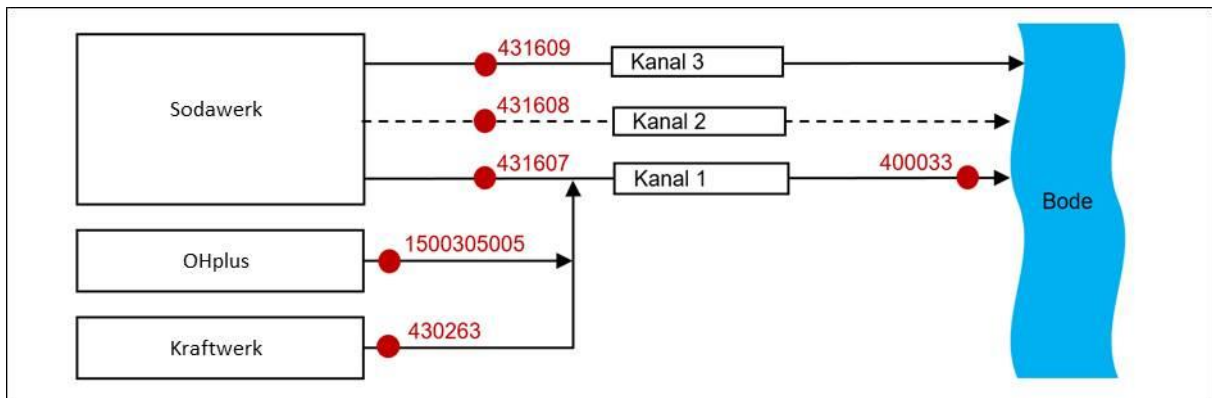 431609
Kanal 3
Sodawerk
431608
Kanal 2
431607
Kanal 1
400033
Bode
1500305005
OHplus
430263
Kraftwerk